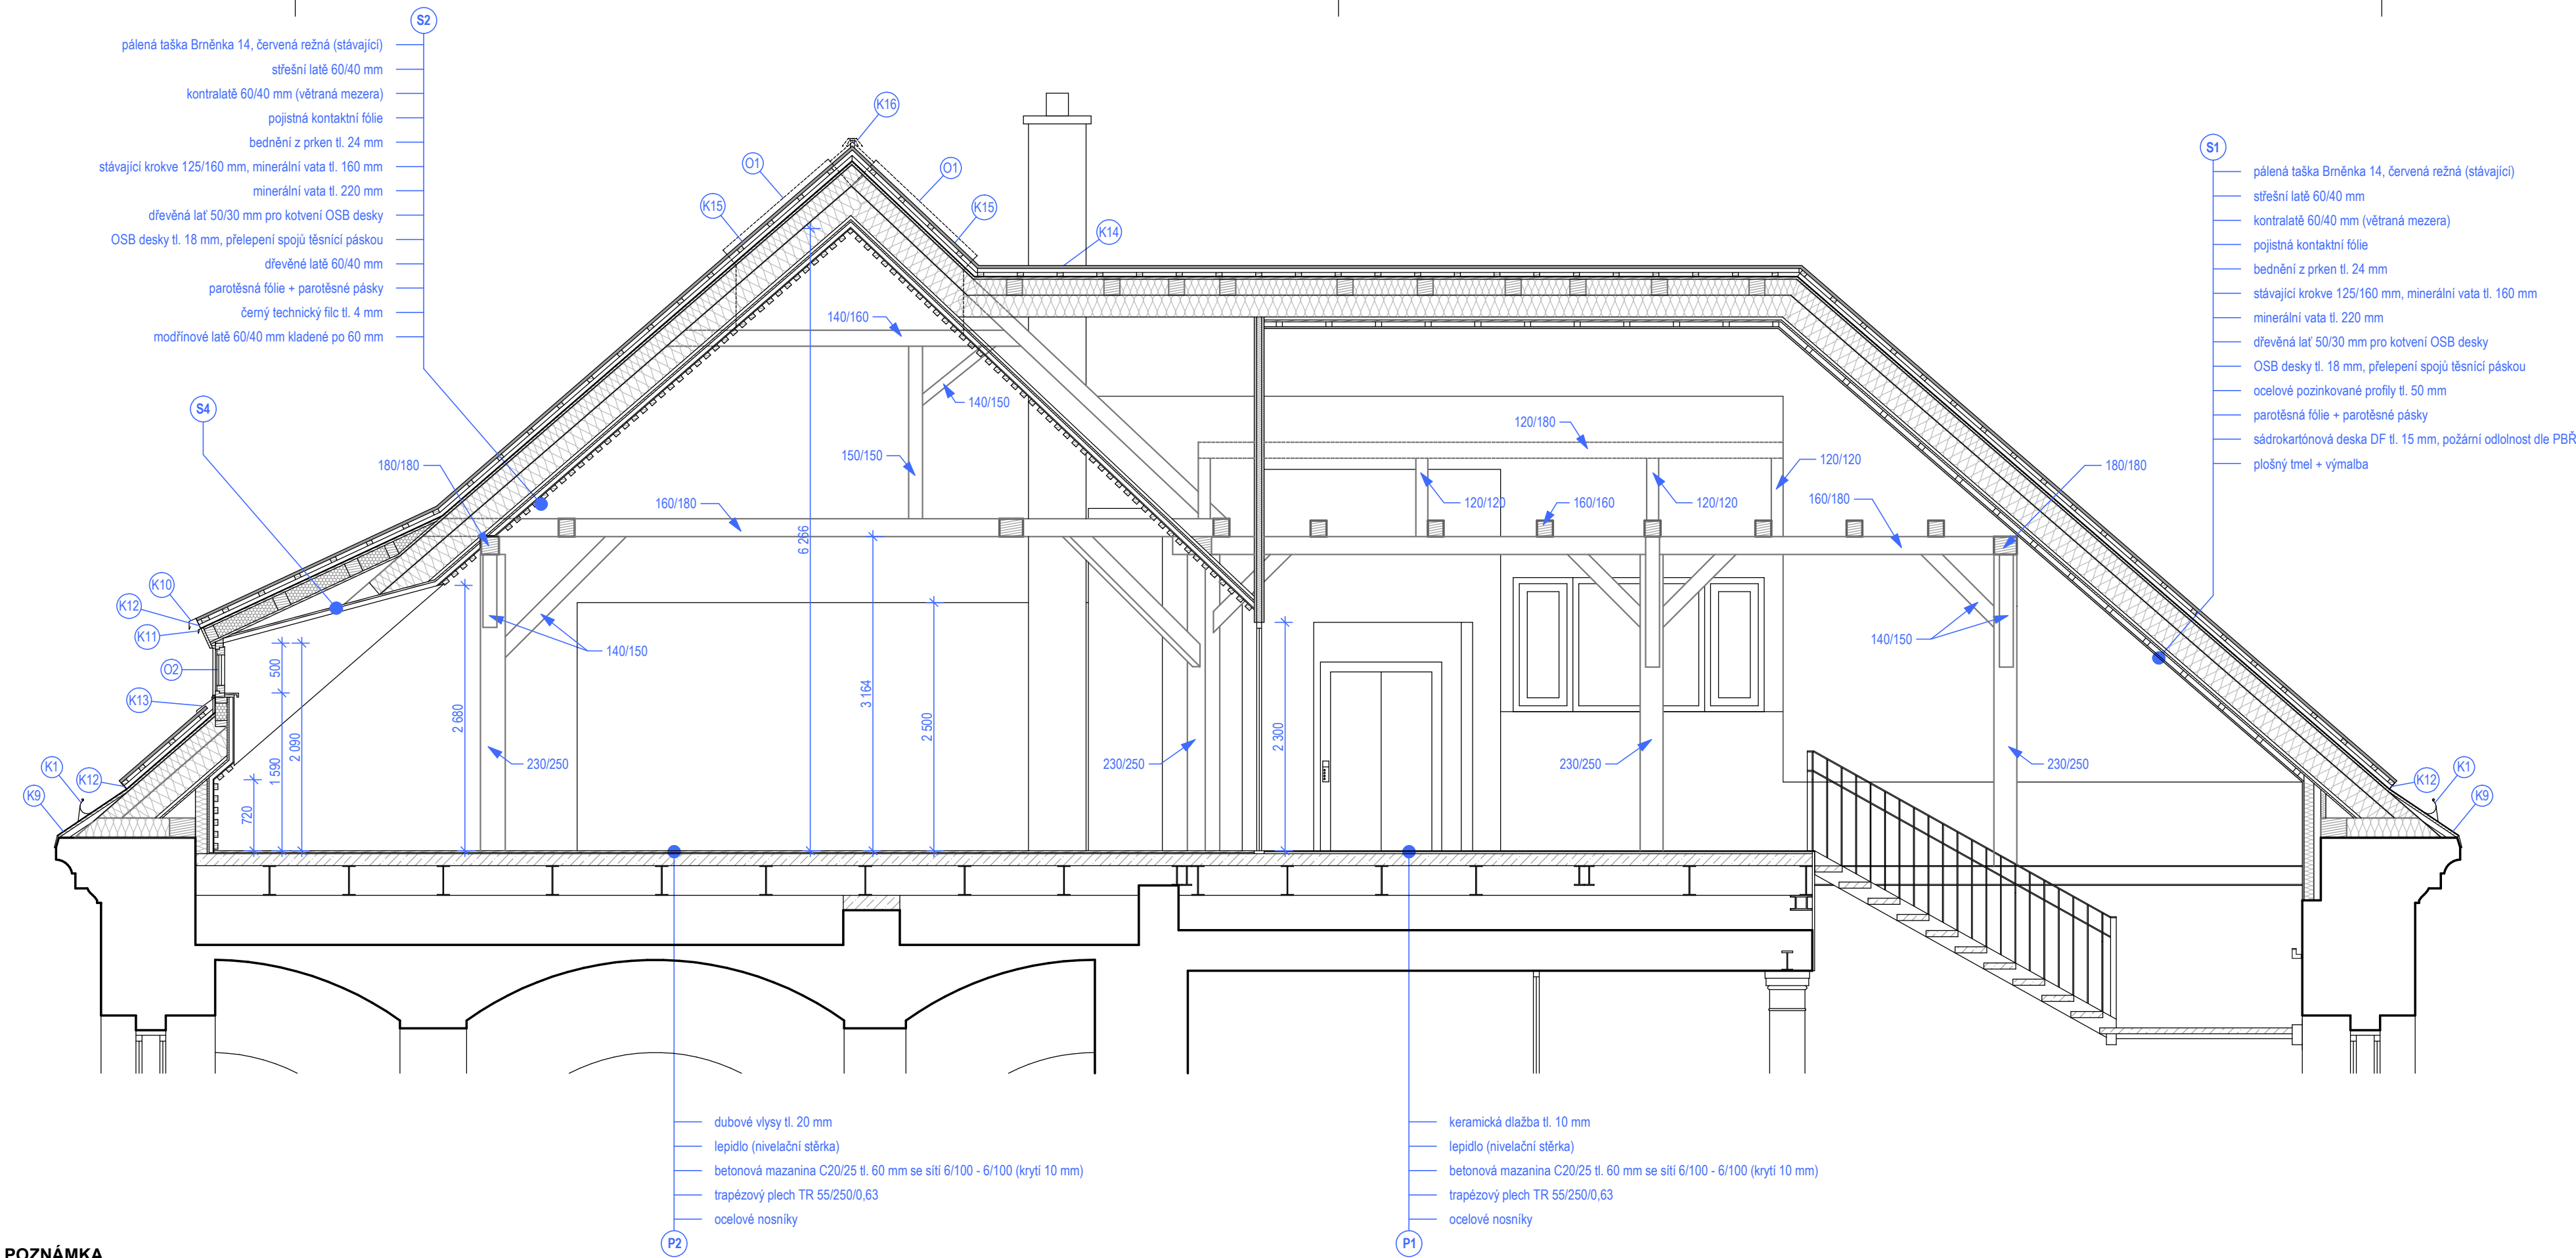 S2
pálená taška Brněnka 14, červená režná (stávající)
střešní latě 60/40 mm
kontralatě 60/40 mm (větraná mezera)
pojistná kontaktní fólie
bednění z prken tl. 24 mm
stávající krokve 125/160 mm, minerální vata tl. 160 mm
minerální vata tl. 220 mm
dřevěná lať 50/30 mm pro kotvení OSB desky
OSB desky tl. 18 mm, přelepení spojů těsnící páskou
dřevěné latě 60/40 mm
parotěsná fólie + parotěsné pásky
černý technický filc tl. 4 mm
modřínové latě 60/40 mm kladené po 60 mm
S1
pálená taška Brněnka 14, červená režná (stávající)
střešní latě 60/40 mm
kontralatě 60/40 mm (větraná mezera)
pojistná kontaktní fólie
bednění z prken tl. 24 mm
stávající krokve 125/160 mm, minerální vata tl. 160 mm
minerální vata tl. 220 mm
dřevěná lať 50/30 mm pro kotvení OSB desky
OSB desky tl. 18 mm, přelepení spojů těsnící páskou
ocelové pozinkované profily tl. 50 mm
parotěsná fólie + parotěsné pásky
sádrokartónová deska DF tl. 15 mm, požární odlolnost dle PBŘ
plošný tmel + výmalba
K16
O1
O1
K15
K15
K14
140/160
140/150
S4
120/180
180/180
150/150
120/120
180/180
160/180
120/120
160/160
120/120
160/180
6 266
K10
K12
K11
O2
K13
K1
K12
K9
500
1 590
2 090
720
2 680
140/150
3 164
2 500
2 300
140/150
230/250
230/250
230/250
230/250
K12
K1
K9
dubové vlysy tl. 20 mm
lepidlo (nivelační stěrka)
betonová mazanina C20/25 tl. 60 mm se sítí 6/100 - 6/100 (krytí 10 mm)
trapézový plech TR 55/250/0,63
ocelové nosníky
P2
keramická dlažba tl. 10 mm
lepidlo (nivelační stěrka)
betonová mazanina C20/25 tl. 60 mm se sítí 6/100 - 6/100 (krytí 10 mm)
trapézový plech TR 55/250/0,63
ocelové nosníky
P1
POZNÁMKA